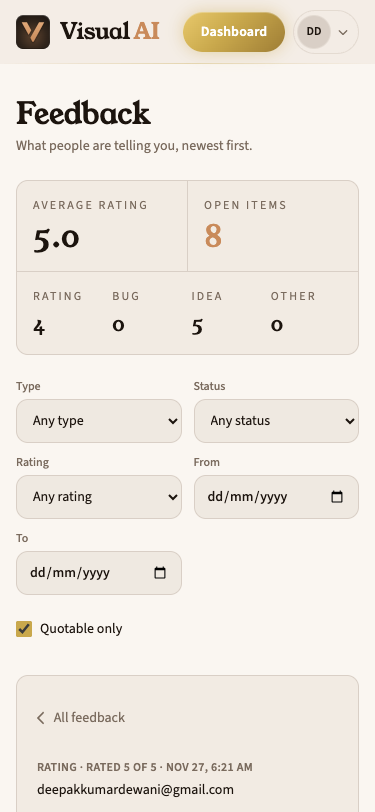 Visual AI
Dashboard
DD
Feedback
What people are telling you, newest first.
AVERAGE RATING
5.0
OPEN ITEMS
8
RATING BUG IDEA OTHER
4 0 5 0
Type
Any type
Status
Any status
Rating
Any rating
From
dd/mm/yyyy
To
dd/mm/yyyy
Quotable only
All feedback
RATING · RATED 5 OF 5 · NOV 27, 6:21 AM
deepakkumardewani@gmail.com